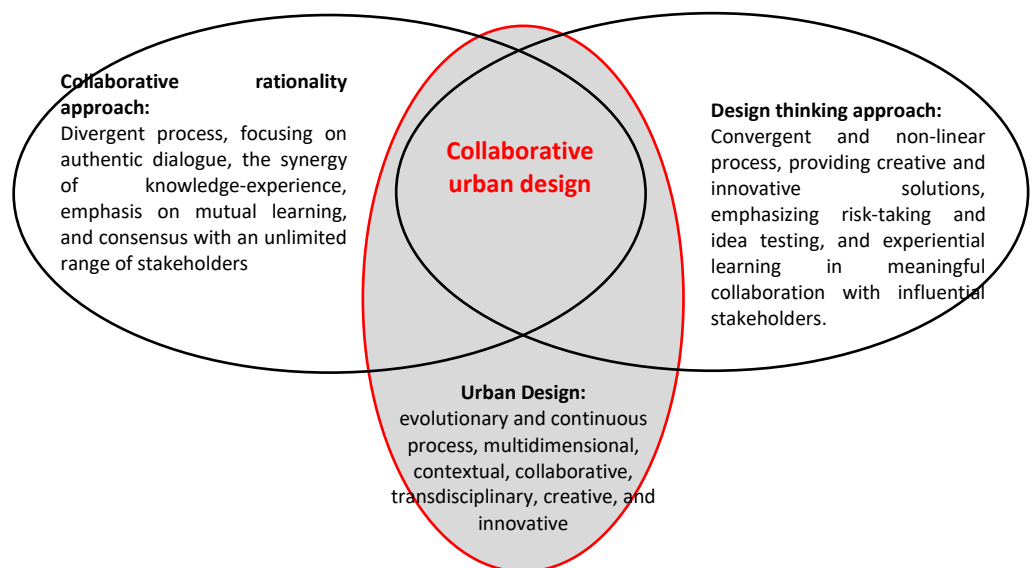 Collaborative rationality
approach:
Divergent process, focusing on
authentic dialogue, the synergy
of knowledge-experience,
emphasis on mutual learning,
and consensus with an unlimited
range of stakeholders
Collaborative
urban design
Design thinking approach:
Convergent and non-linear
process, providing creative and
innovative solutions,
emphasizing risk-taking and
idea testing, and experiential
learning in meaningful
collaboration with influential
stakeholders.
Urban Design:
evolutionary and continuous
process, multidimensional,
contextual, collaborative,
transdisciplinary, creative, and
innovative